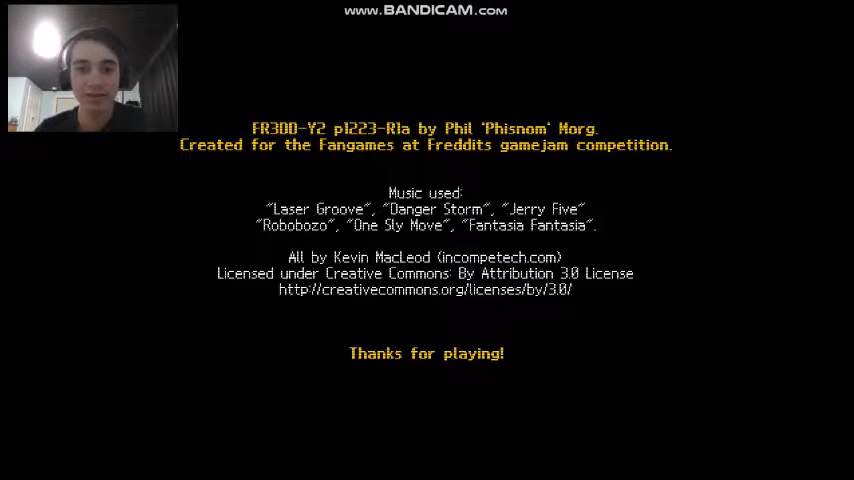 www.BANDICAM.com
FR3DD-Y2 p1223-R1a by Phil 'Phisnom' Morg.
Created for the Fangames at Freddits gamejam competition.
Music used:
"Laser Groove", "Danger Storm", "Jerry Five"
"Robobozo", "One Sly Move", "Fantasia Fantasia".
All by Kevin MacLeod (incompetech.com)
Licensed under Creative Commons: By Attribution 3.0 License
http://creativecommons.org/licenses/by/3.0/
Thanks for playing!